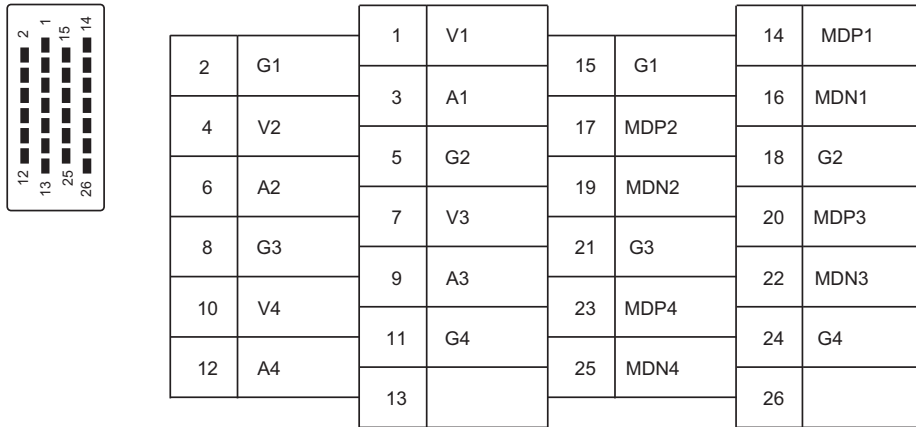 2 1 15 14
12 13 25 26
2 G1
4 V2
6 A2
8 G3
10 V4
12 A4
1 V1
3 A1
5 G2
7 V3
9 A3
11 G4
13
15 G1
17 MDP2
19 MDN2
21 G3
23 MDP4
25 MDN4
14 MDP1
16 MDN1
18 G2
20 MDP3
22 MDN3
24 G4
26